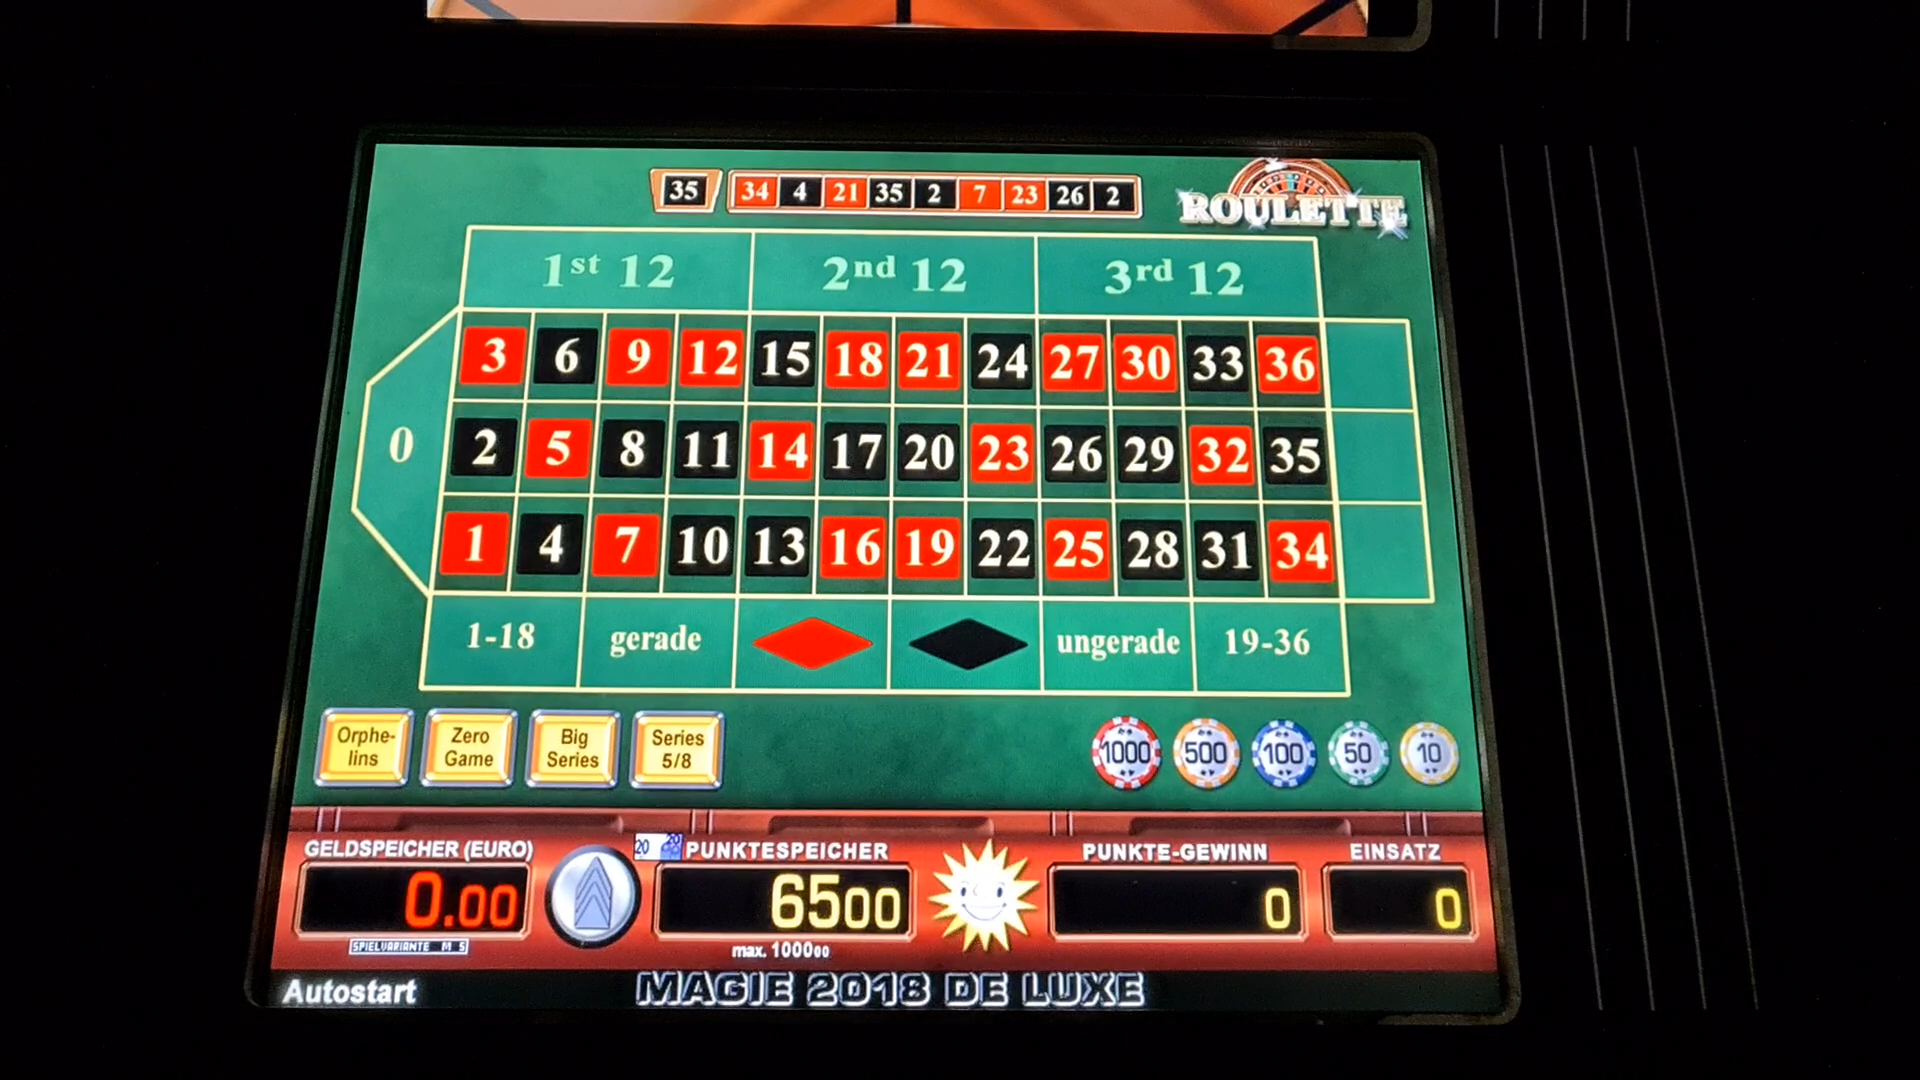 35 34 4 21 35 2 7 23 26 2
ROULETTE
1st 12 2nd 12 3rd 12
3 6 9 12 15 18 21 24 27 30 33 36
0 2 5 8 11 14 17 20 23 26 29 32 35
1 4 7 10 13 16 19 22 25 28 31 34
1-18 gerade ungerade 19-36
Orphe-
lins
Zero
Game
Big
Series
Series
5/8
1000 500 100 50 10
GELDSPEICHER (EURO) 20 20 PUNKTESPEICHER PUNKTE-GEWINN EINSATZ
0.00 6500 0 0
SPIELVARIANTE M S max. 100000
Autostart MAGIE 2018 DE LUXE